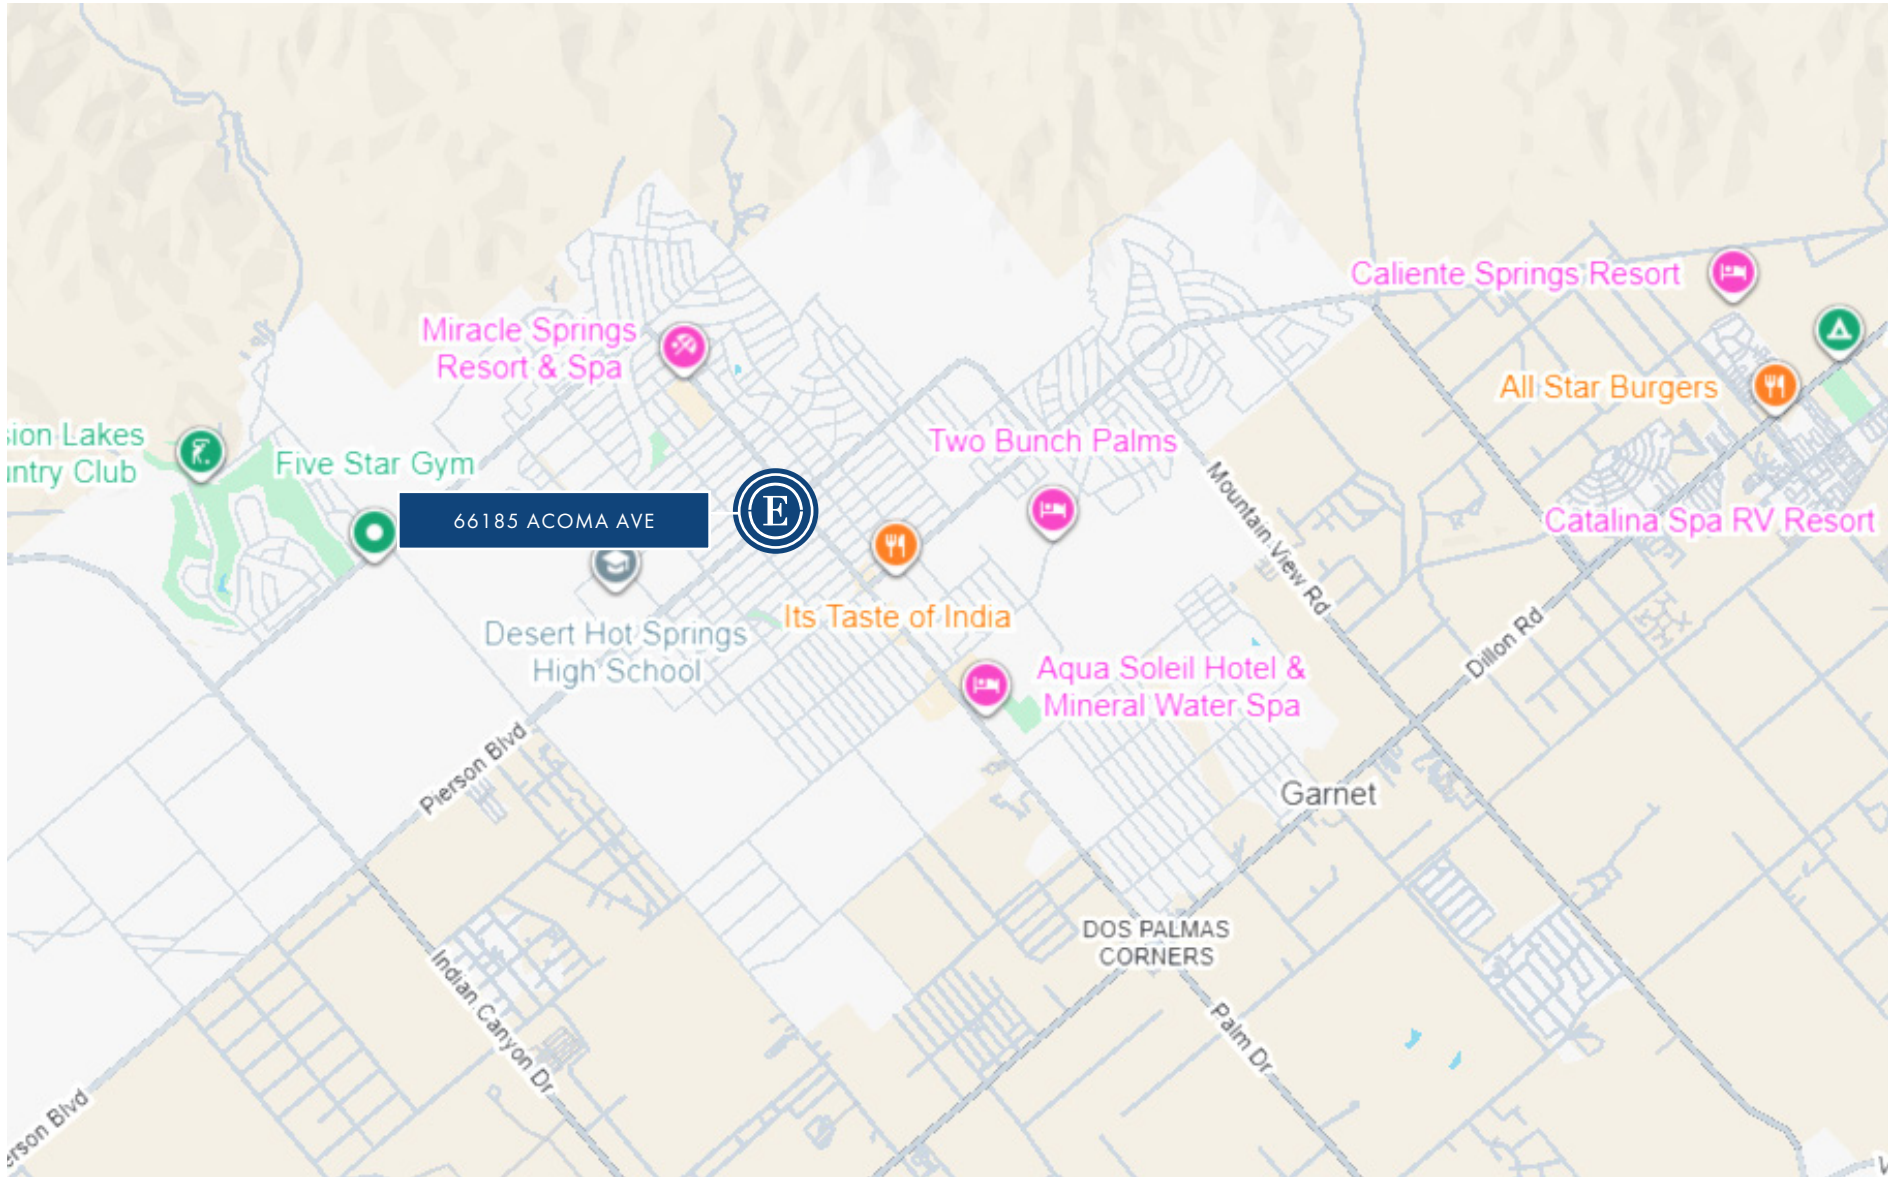 Caliente Springs Resort
Miracle Springs
Resort & Spa
All Star Burgers
sion Lakes
untry Club
Five Star Gym
Two Bunch Palms
66185 ACOMA AVE
E
Mountain View Rd
Catalina Spa RV Resort
Its Taste of India
Desert Hot Springs
High School
Dillon Rd
Aqua Soleil Hotel &
Mineral Water Spa
Pierson Blvd
Garnet
DOS PALMAS
CORNERS
Indian Canyon Dr
Palm Dr
erson Blvd